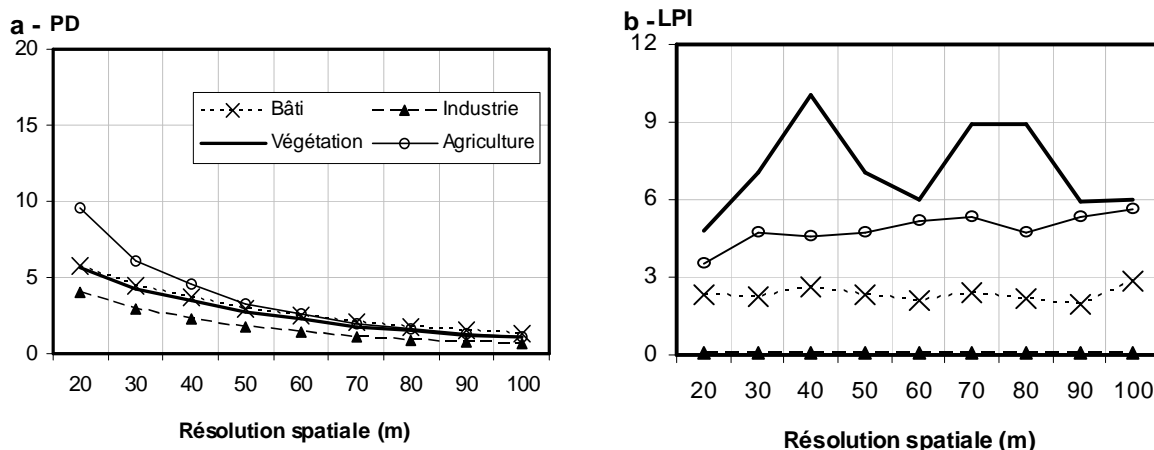 a - PD
20
15
10
5
0
Bâti
Industrie
Végétation
Agriculture
20 30 40 50 60 70 80 90 100
Résolution spatiale (m)
b - LPI
12
9
6
3
0
20 30 40 50 60 70 80 90 100
Résolution spatiale (m)